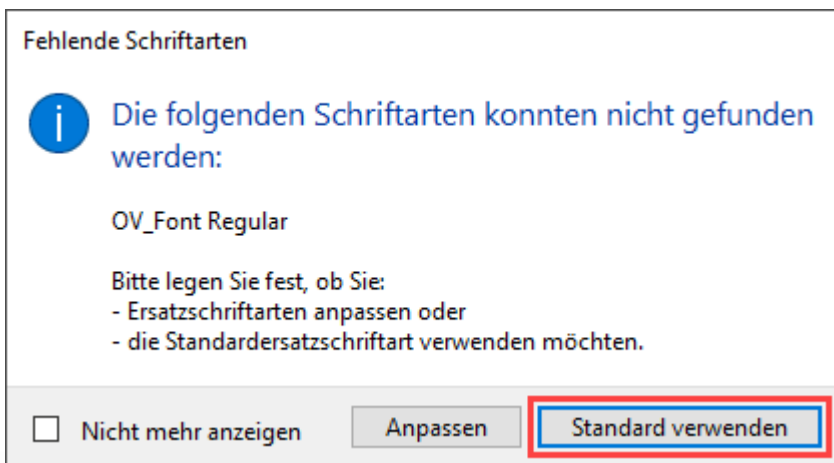 Fehlende Schriftarten
Die folgenden Schriftarten konnten nicht gefunden
werden:
OV_Font Regular
Bitte legen Sie fest, ob Sie:
- Ersatzschriftarten anpassen oder
- die Standardersatzschriftart verwenden möchten.
Nicht mehr anzeigen Anpassen Standard verwenden